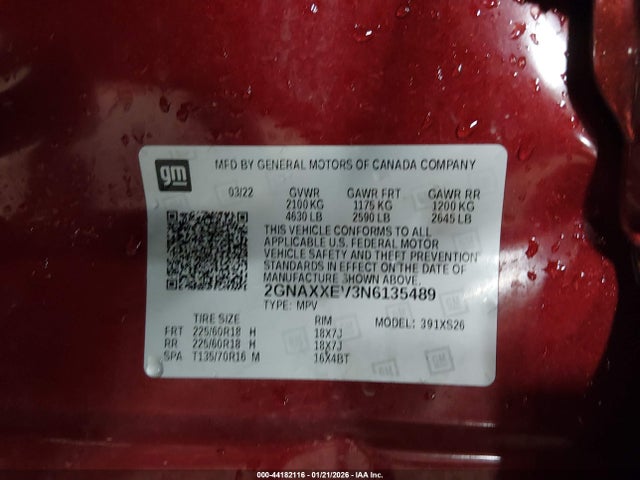 gm
MFD BY GENERAL MOTORS OF CANADA COMPANY
03/22 GVWR GAWR FRT GAWR RR
2100 KG 1175 KG 1200 KG
4630 LB 2590 LB 2645 LB
THIS VEHICLE CONFORMS TO ALL
APPLICABLE U.S. FEDERAL MOTOR
VEHICLE SAFETY AND THEFT PREVENTION
STANDARDS IN EFFECT ON THE DATE OF
MANUFACTURE SHOWN ABOVE.
2GNAXXEV3N6135489
TYPE: MPV
TIRE SIZE RIM MODEL: 391XS26
FRT 225/60R18 H 18X7J
RR 225/60R18 H 18X7J
SPA T135/70R16 M 16X4BT
000-44182116 - 01/21/2026 - IAA Inc.